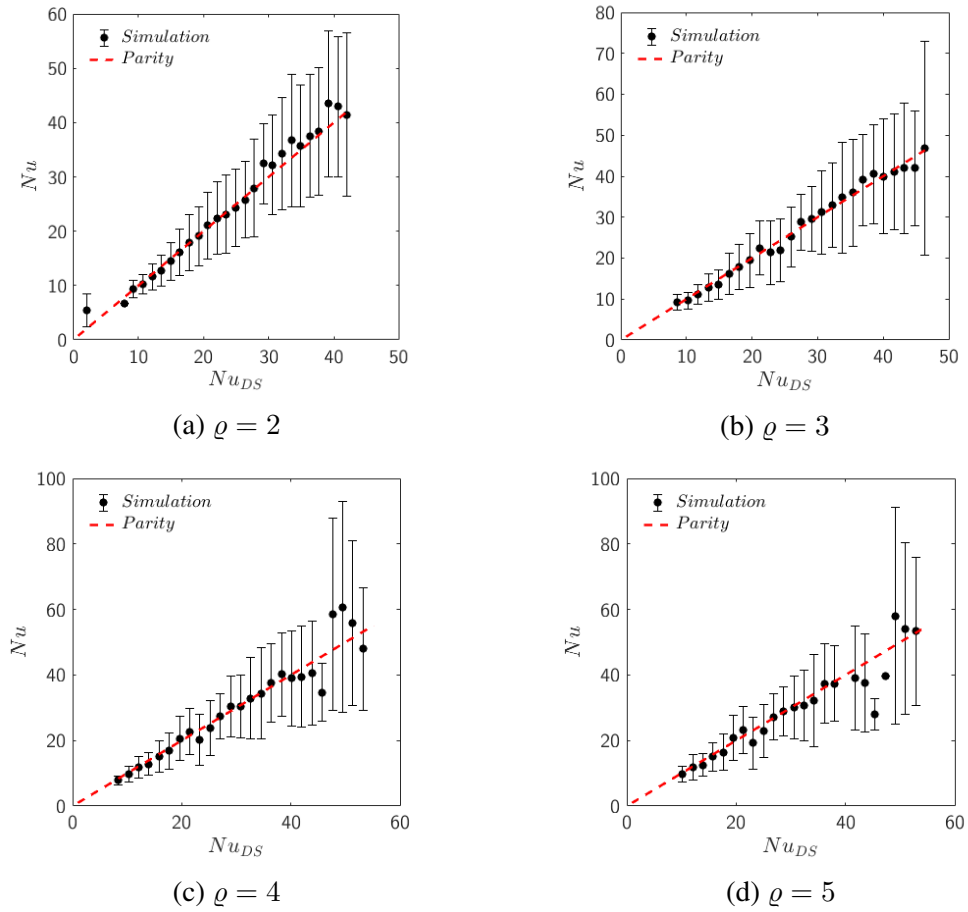 60
50
40
30
20
10
0
Nu
Simulation
Parity
0 10 20 30 40 50
Nu_DS
(a) ϱ = 2
80
70
60
50
40
30
20
10
0
Nu
Simulation
Parity
0 10 20 30 40 50
Nu_DS
(b) ϱ = 3
100
80
60
40
20
0
Nu
Simulation
Parity
0 20 40 60
Nu_DS
(c) ϱ = 4
100
80
60
40
20
0
Nu
Simulation
Parity
0 20 40 60
Nu_DS
(d) ϱ = 5